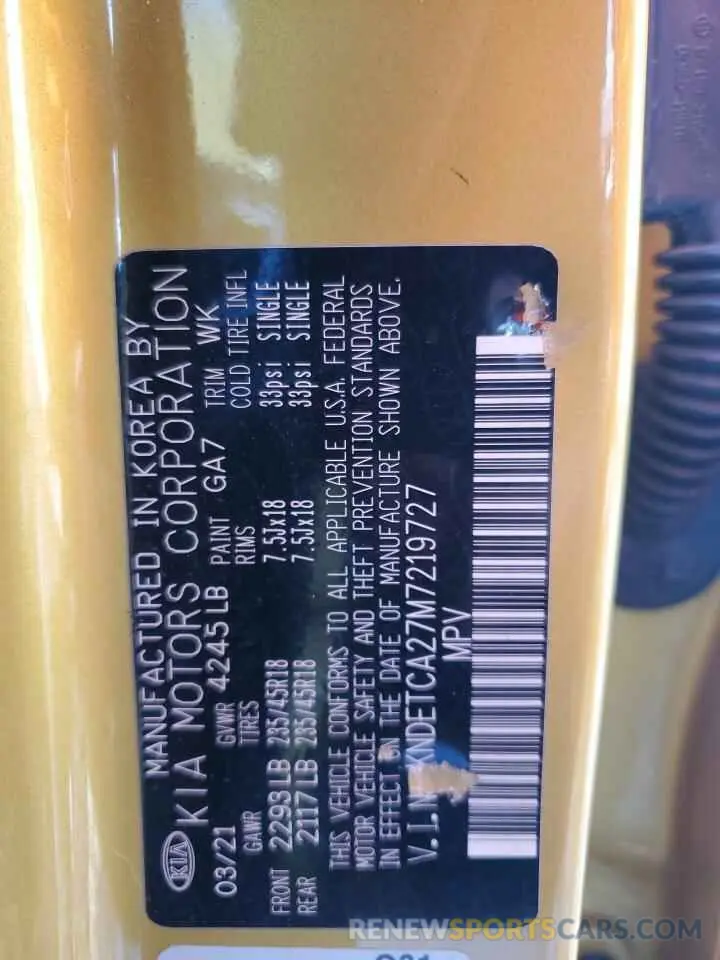 MANUFACTURED IN KOREA BY
KIA KIA MOTORS CORPORATION
03/21 GVWR 4245LB PAINT GA7 TRIM WK
GAWR TIRES RIMS COLD TIRE INFL
FRONT 2293LB 235/45R18 7.5Jx18 33psi SINGLE
REAR 2117LB 235/45R18 7.5Jx18 33psi SINGLE
THIS VEHICLE CONFORMS TO ALL APPLICABLE U.S.A. FEDERAL
MOTOR VEHICLE SAFETY AND THEFT PREVENTION STANDARDS
IN EFFECT ON THE DATE OF MANUFACTURE SHOWN ABOVE.
V.I.N KNDETCA27M7219727
MPV
RENEWSPORTSCARS.COM